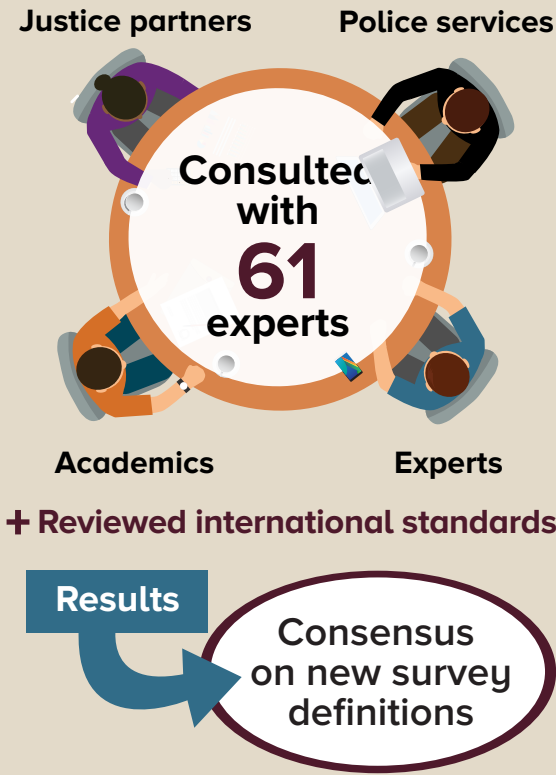 Justice partners
Police services
Consulted
with
61
experts
Academics
Experts
+ Reviewed international standards
Results
Consensus
on new survey
definitions